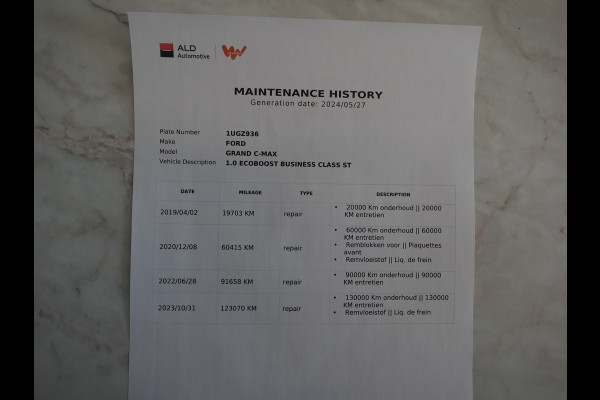 ALD
Automotive
MAINTENANCE HISTORY
Generation date: 2024/05/27
Plate Number 1UGZ936
Make FORD
Model GRAND C-MAX
Vehicle Description 1.0 ECOBOOST BUSINESS CLASS ST
DATE MILEAGE TYPE DESCRIPTION
2019/04/02 19703 KM repair • 20000 Km onderhoud || 20000
KM entretien
2020/12/08 60415 KM repair • 60000 Km onderhoud || 60000
KM entretien
• Remblokken voor || Plaquettes
avant
• Remvloeistof || Liq. de frein
2022/06/28 91658 KM repair • 90000 Km onderhoud || 90000
KM entretien
2023/10/31 123070 KM repair • 130000 Km onderhoud || 130000
KM entretien
• Remvloeistof || Liq. de frein